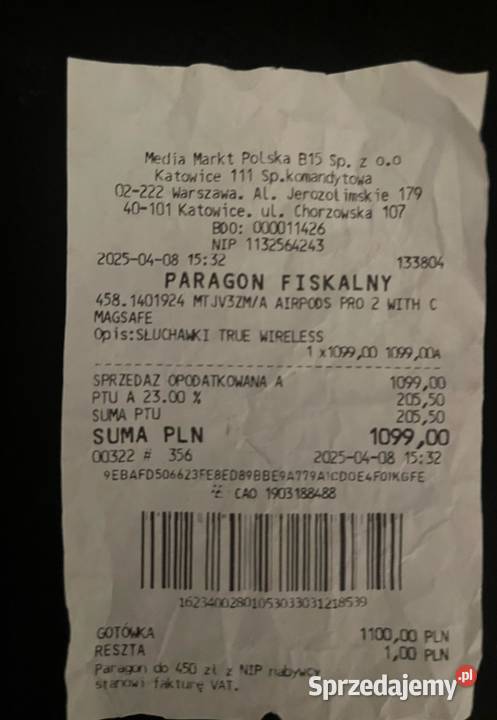 Media Markt Polska B15 Sp. z o.o
Katowice 111 Sp.komandytowa
02-222 Warszawa. Al. Jerozolimskie 179
40-101 Katowice. ul. Chorzowska 107
BDO: 000011426
NIP 1132564243
2025-04-08 15:32 133804
PARAGON FISKALNY
458.1401924 MTJV3ZM/A AIRPODS PRO 2 WITH C
MAGSAFE
Opis:SŁUCHAWKI TRUE WIRELESS
1 x1099,00 1099,00A
SPRZEDAŻ OPODATKOWANA A 1099,00
PTU A 23.00 % 205,50
SUMA PTU 205,50
SUMA PLN 1099,00
00322 # 356 2025-04-08 15:32
CAO 1903188488
1623400280105303303121853​9
GOTÓWKA 1100,00 PLN
RESZTA 1,00 PLN
Paragon do 450 zł z NIP nabywcy
stanowi fakturę VAT.
Sprzedajemy.pl